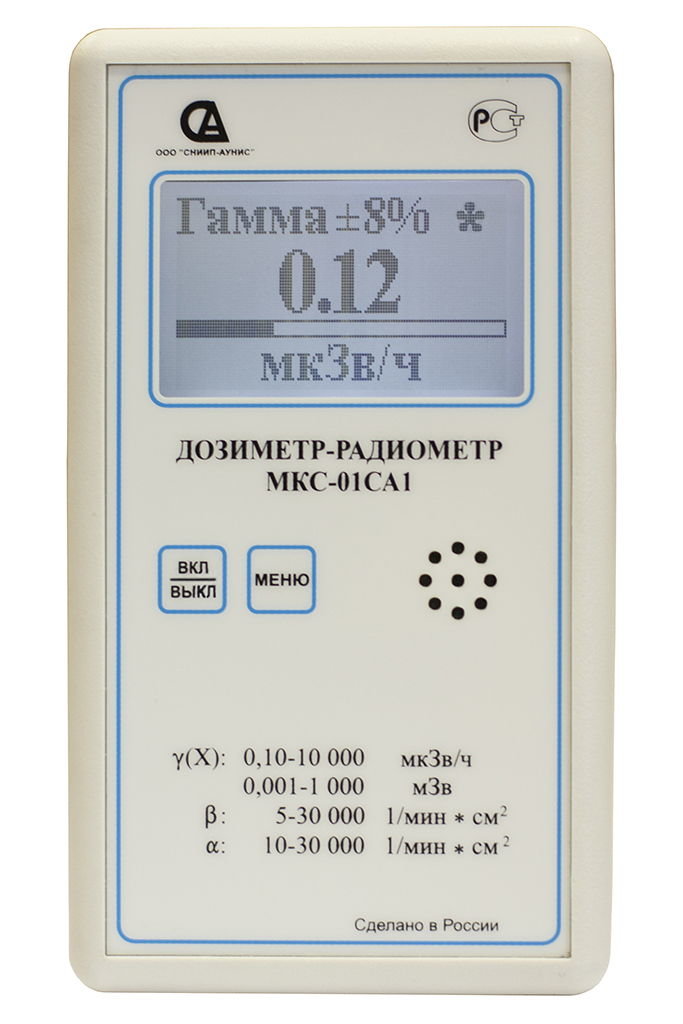 СА
РСТ
ООО "СНИИП-АУНИС"
Гамма ±8% *
0.12
мкЗв/ч
ДОЗИМЕТР-РАДИОМЕТР
МКС-01СА1
ВКЛ
ВЫКЛ
МЕНЮ
γ(X): 0,10-10 000 мкЗв/ч
0,001-1 000 мЗв
β: 5-30 000 1/мин * см²
α: 10-30 000 1/мин * см²
Сделано в России